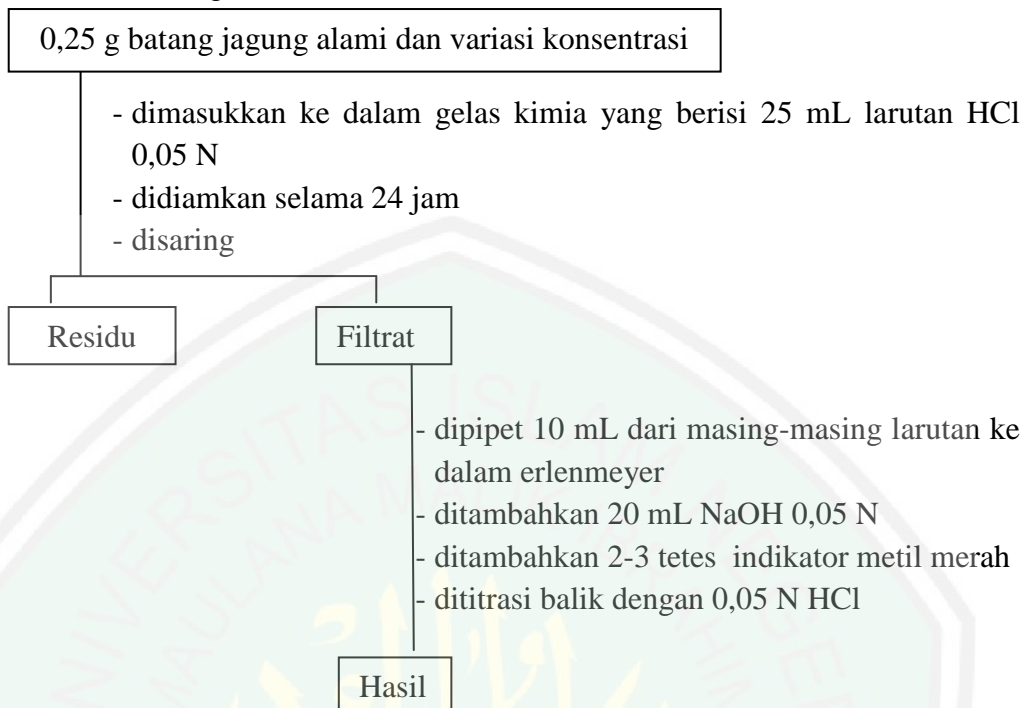 0,25 g batang jagung alami dan variasi konsentrasi
- dimasukkan ke dalam gelas kimia yang berisi 25 mL larutan HCl
0,05 N
- didiamkan selama 24 jam
- disaring
Residu
Filtrat
- dipipet 10 mL dari masing-masing larutan ke
dalam erlenmeyer
- ditambahkan 20 mL NaOH 0,05 N
- ditambahkan 2-3 tetes indikator metil merah
- dititrasi balik dengan 0,05 N HCl
Hasil